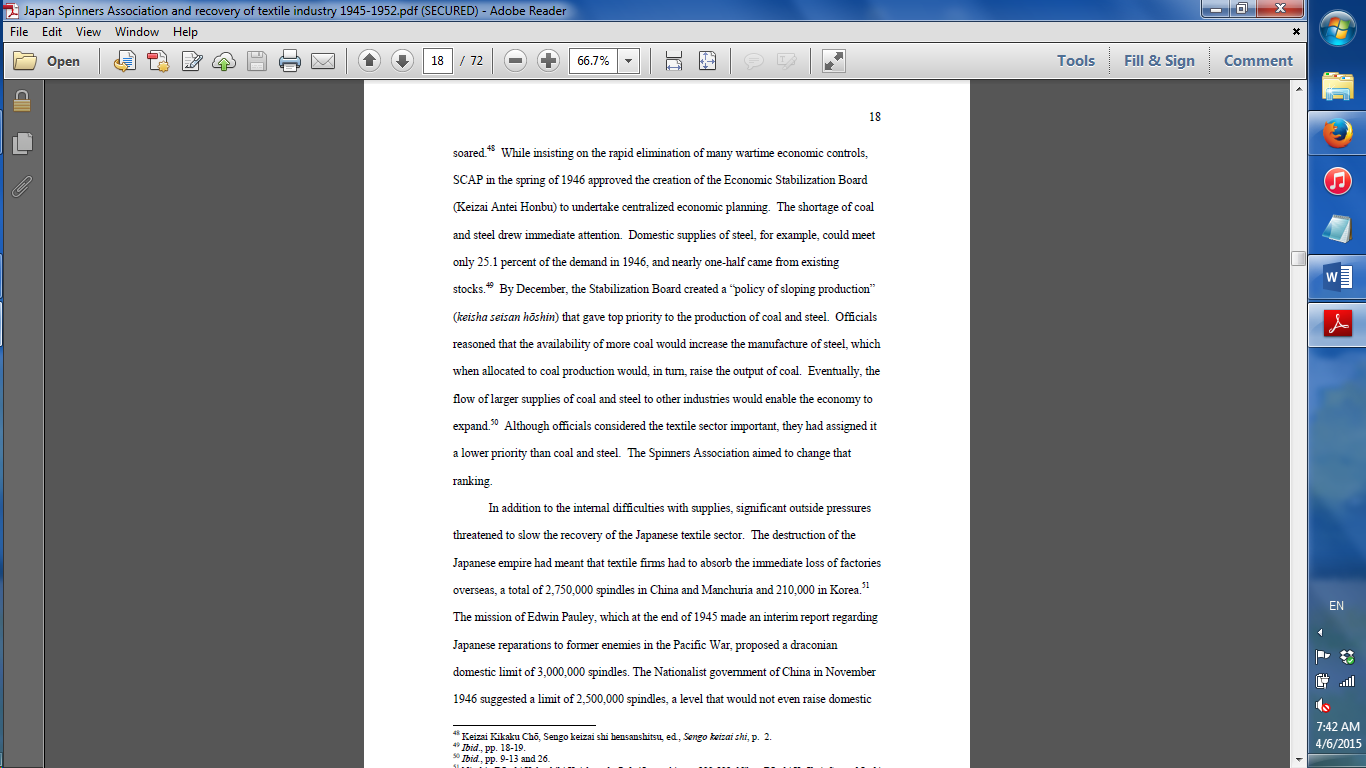 Japan Spinners Association and recovery of textile industry 1945-1952.pdf (SECURED) - Adobe Reader
File Edit View Window Help
Open 18 / 72 66.7% Tools Fill & Sign Comment
18
soared.48 While insisting on the rapid elimination of many wartime economic controls,
SCAP in the spring of 1946 approved the creation of the Economic Stabilization Board
(Keizai Antei Honbu) to undertake centralized economic planning. The shortage of coal
and steel drew immediate attention. Domestic supplies of steel, for example, could meet
only 25.1 percent of the demand in 1946, and nearly one-half came from existing
stocks.49 By December, the Stabilization Board created a “policy of sloping production”
(keisha seisan hōshin) that gave top priority to the production of coal and steel. Officials
reasoned that the availability of more coal would increase the manufacture of steel, which
when allocated to coal production would, in turn, raise the output of coal. Eventually, the
flow of larger supplies of coal and steel to other industries would enable the economy to
expand.50 Although officials considered the textile sector important, they had assigned it
a lower priority than coal and steel. The Spinners Association aimed to change that
ranking.
In addition to the internal difficulties with supplies, significant outside pressures
threatened to slow the recovery of the Japanese textile sector. The destruction of the
Japanese empire had meant that textile firms had to absorb the immediate loss of factories
overseas, a total of 2,750,000 spindles in China and Manchuria and 210,000 in Korea.51
The mission of Edwin Pauley, which at the end of 1945 made an interim report regarding
Japanese reparations to former enemies in the Pacific War, proposed a draconian
domestic limit of 3,000,000 spindles. The Nationalist government of China in November
1946 suggested a limit of 2,500,000 spindles, a level that would not even raise domestic
48 Keizai Kikaku Chō, Sengo keizai shi hensanshitsu, ed., Sengo keizai shi, p. 2.
49 Ibid., pp. 18-19.
50 Ibid., pp. 9-13 and 26.
EN
7:42 AM
4/6/2015